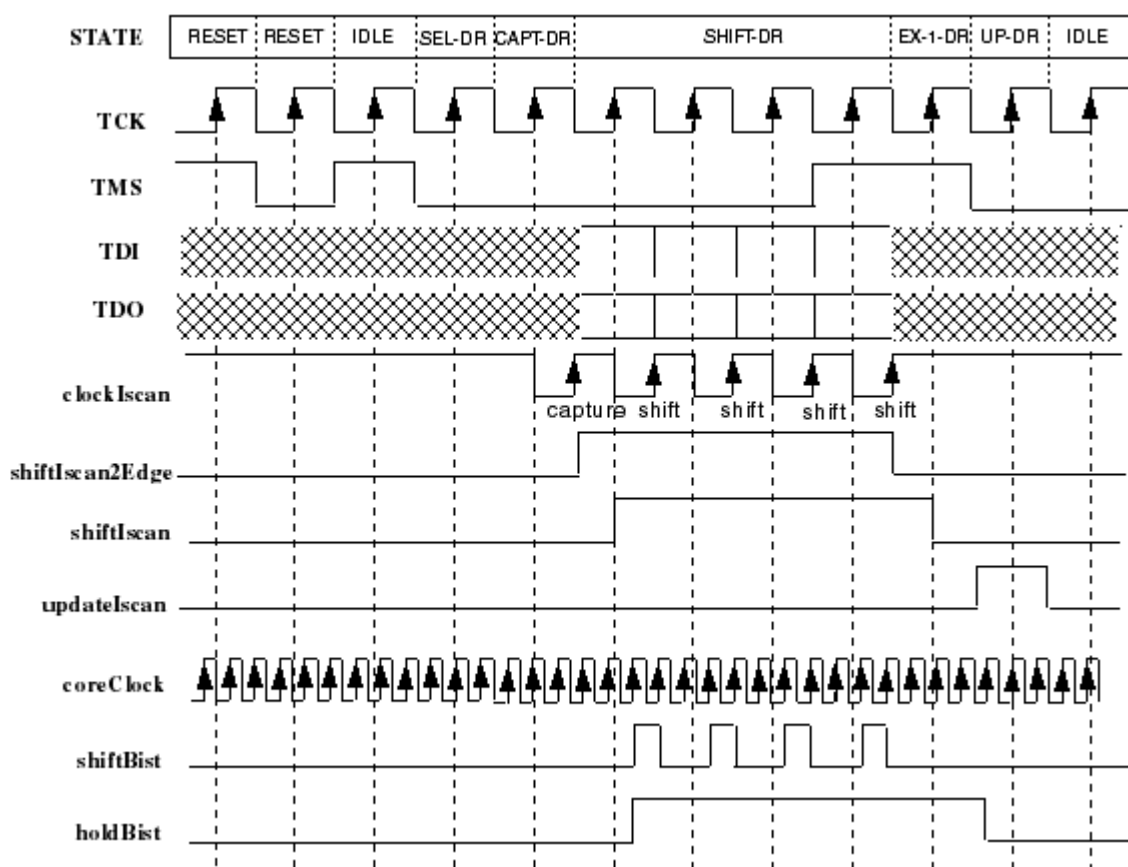 STATE RESET RESET IDLE SEL-DR CAPT-DR SHIFT-DR EX-1-DR UP-DR IDLE
TCK
TMS
TDI
TDO
clockIscan
capture shift shift shift shift
shiftIscan2Edge
shiftIscan
updateIscan
coreClock
shiftBist
holdBist